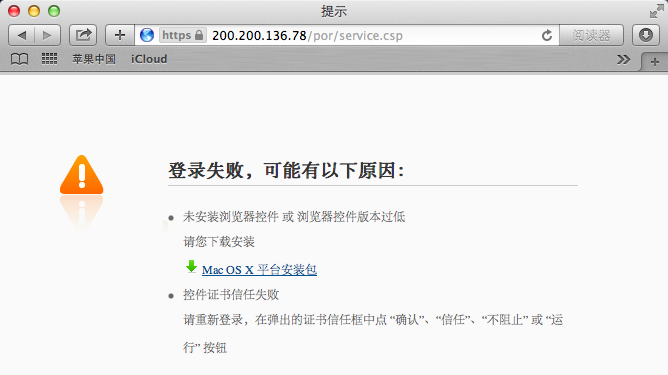 提示
https 200.200.136.78/por/service.csp 阅读器
苹果中国 iCloud
登录失败，可能有以下原因：
未安装浏览器控件 或 浏览器控件版本过低
请您下载安装
Mac OS X 平台安装包
控件证书信任失败
请重新登录，在弹出的证书信任框中点 “确认”、“信任”、“不阻止” 或 “运
行” 按钮